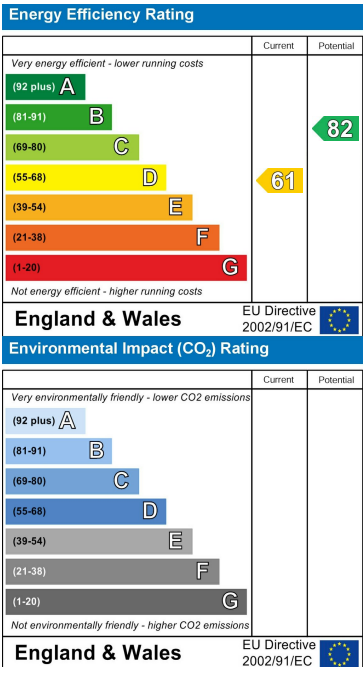 Energy Efficiency Rating
Current Potential
Very energy efficient - lower running costs
(92 plus) A
(81-91) B
82
(69-80) C
(55-68) D
61
(39-54) E
(21-38) F
(1-20) G
Not energy efficient - higher running costs
England & Wales
EU Directive
2002/91/EC
Environmental Impact (CO₂) Rating
Current Potential
Very environmentally friendly - lower CO2 emissions
(92 plus) A
(81-91) B
(69-80) C
(55-68) D
(39-54) E
(21-38) F
(1-20) G
Not environmentally friendly - higher CO2 emissions
England & Wales
EU Directive
2002/91/EC